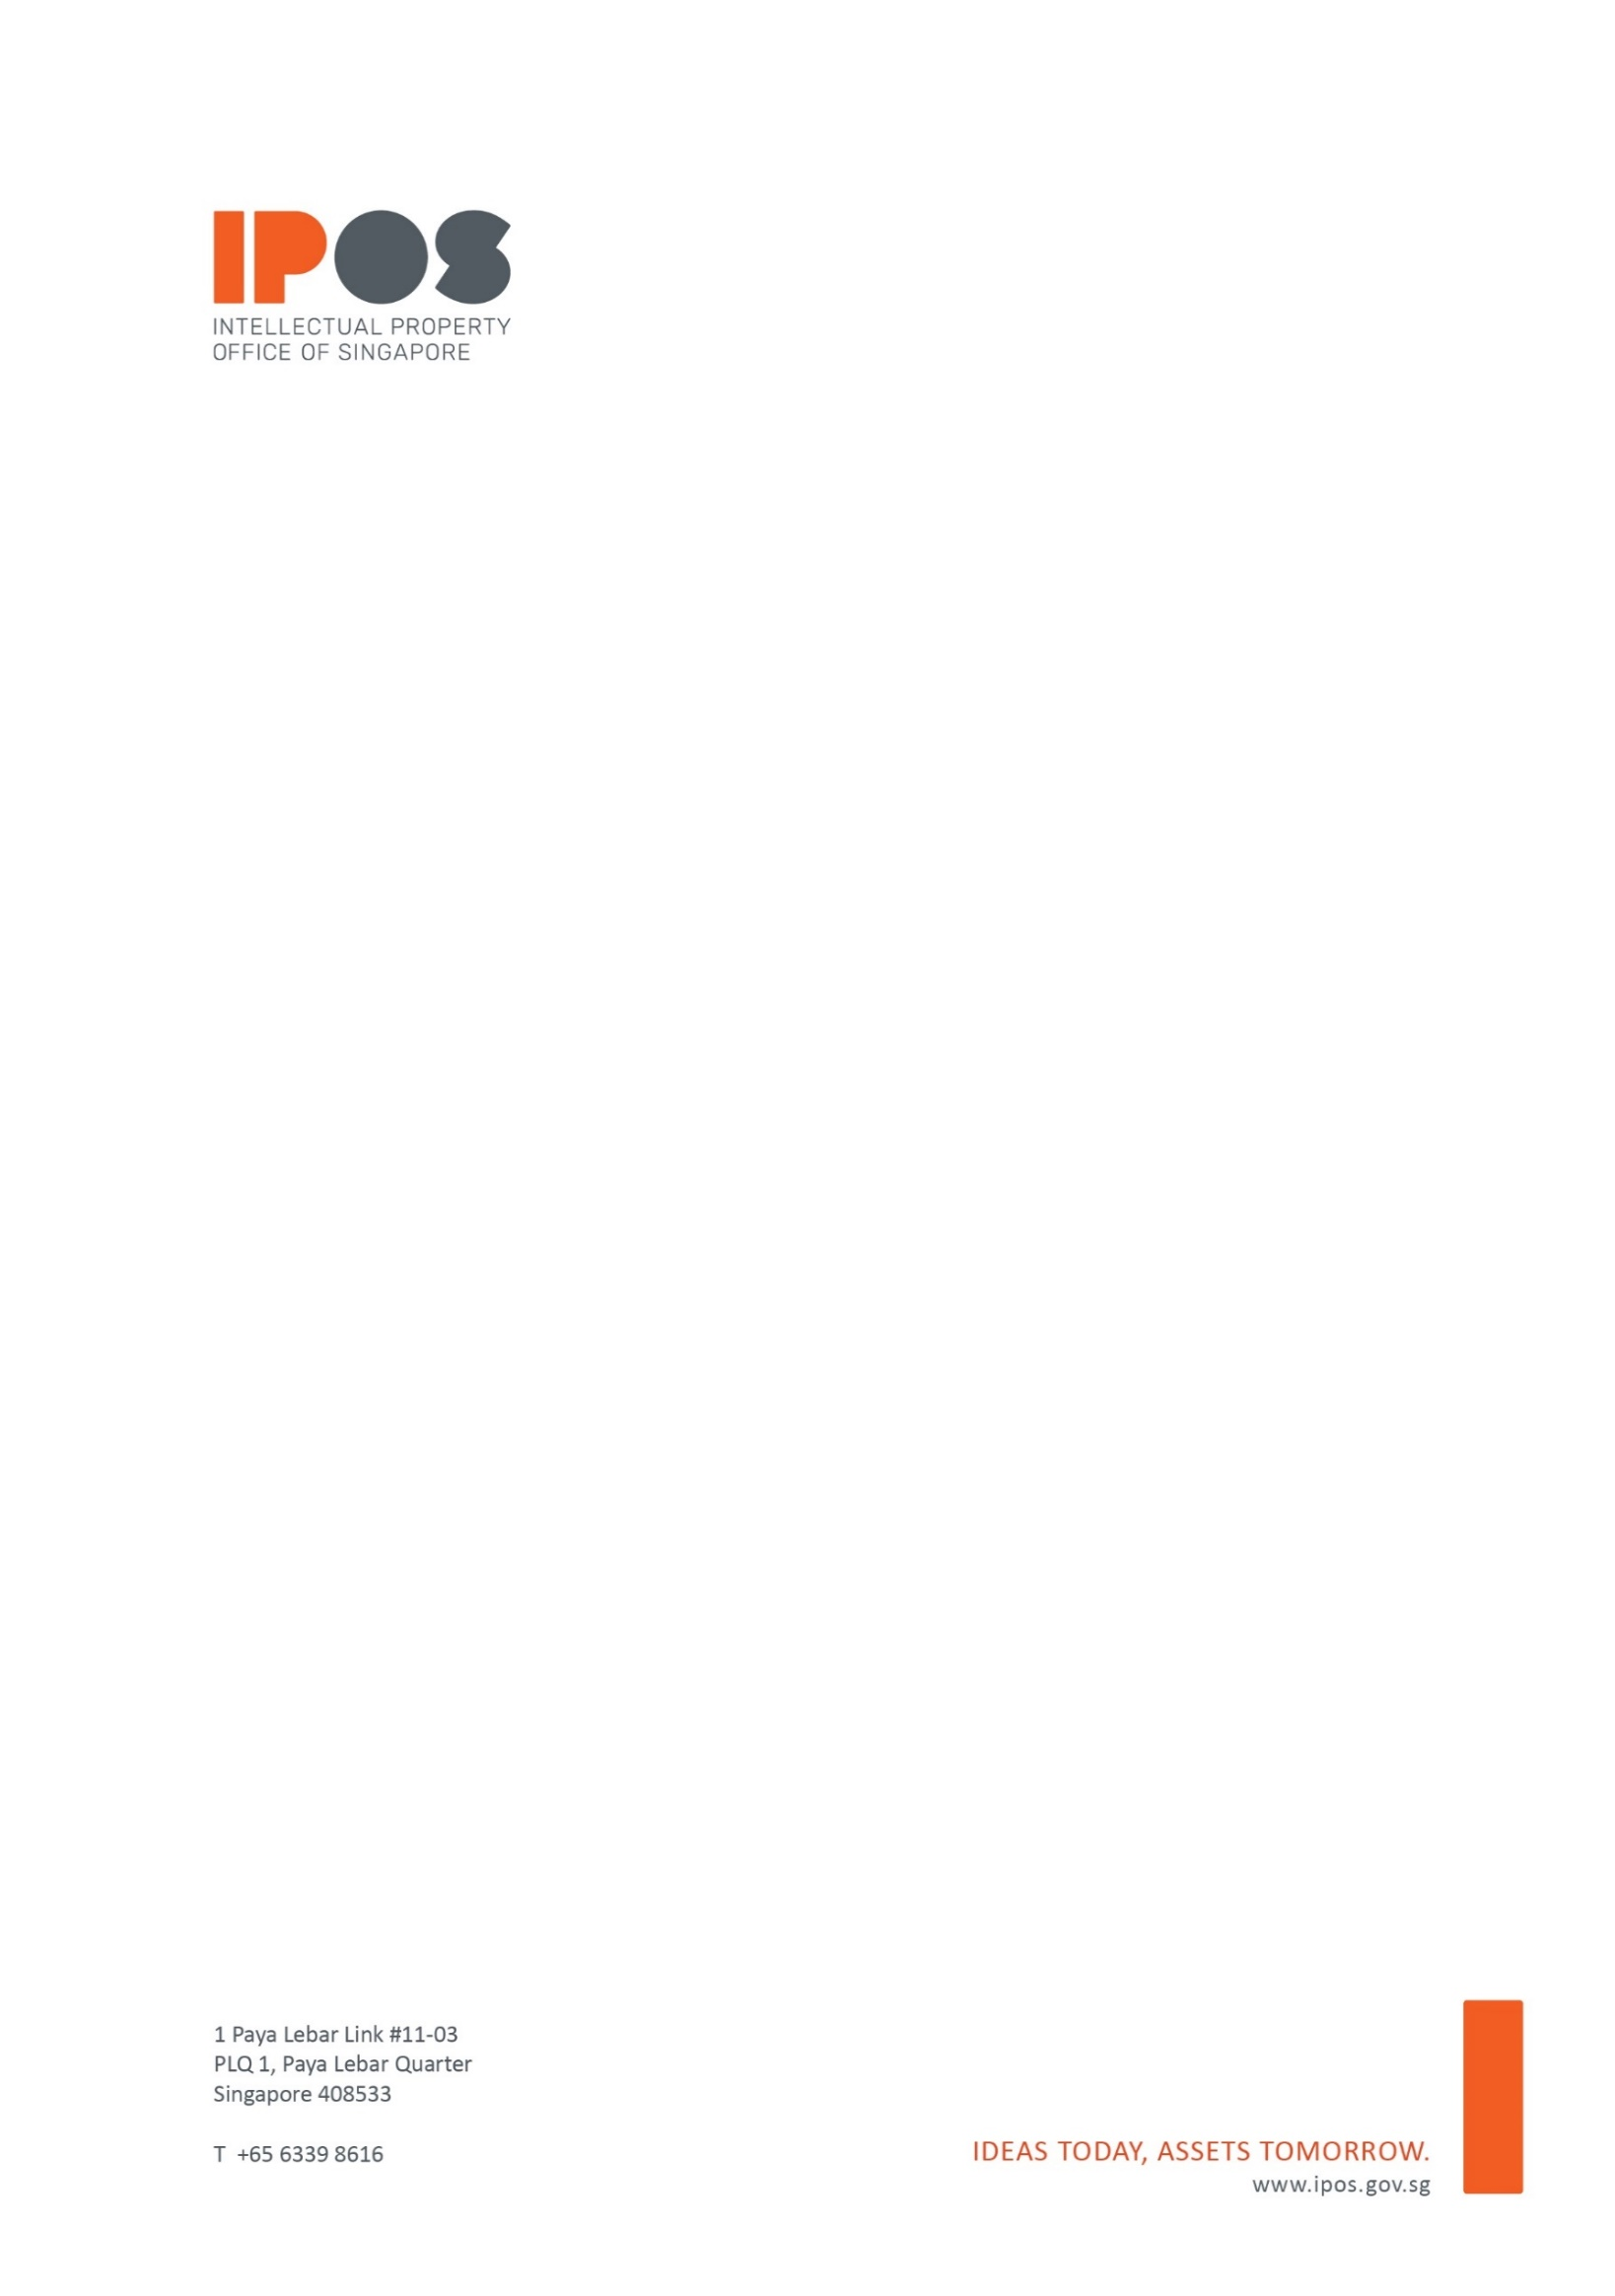 IPOS
INTELLECTUAL PROPERTY
OFFICE OF SINGAPORE
1 Paya Lebar Link #11-03
PLQ 1, Paya Lebar Quarter
Singapore 408533
T +65 6339 8616
IDEAS TODAY, ASSETS TOMORROW.
www.ipos.gov.sg